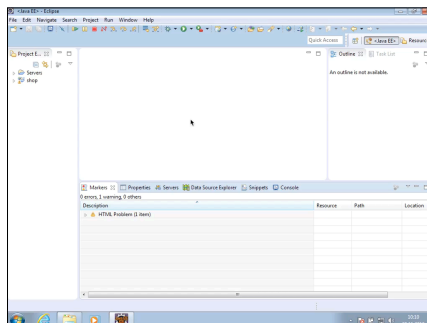 <Java EE> - Eclipse
File Edit Navigate Search Project Run Window Help
Quick Access
<Java EE>
Resourc
Project E...
Servers
shop
Outline
Task List
An outline is not available.
Markers Properties Servers Data Source Explorer Snippets Console
0 errors, 1 warning, 0 others
Description Resource Path Location
HTML Problem (1 item)
10:19